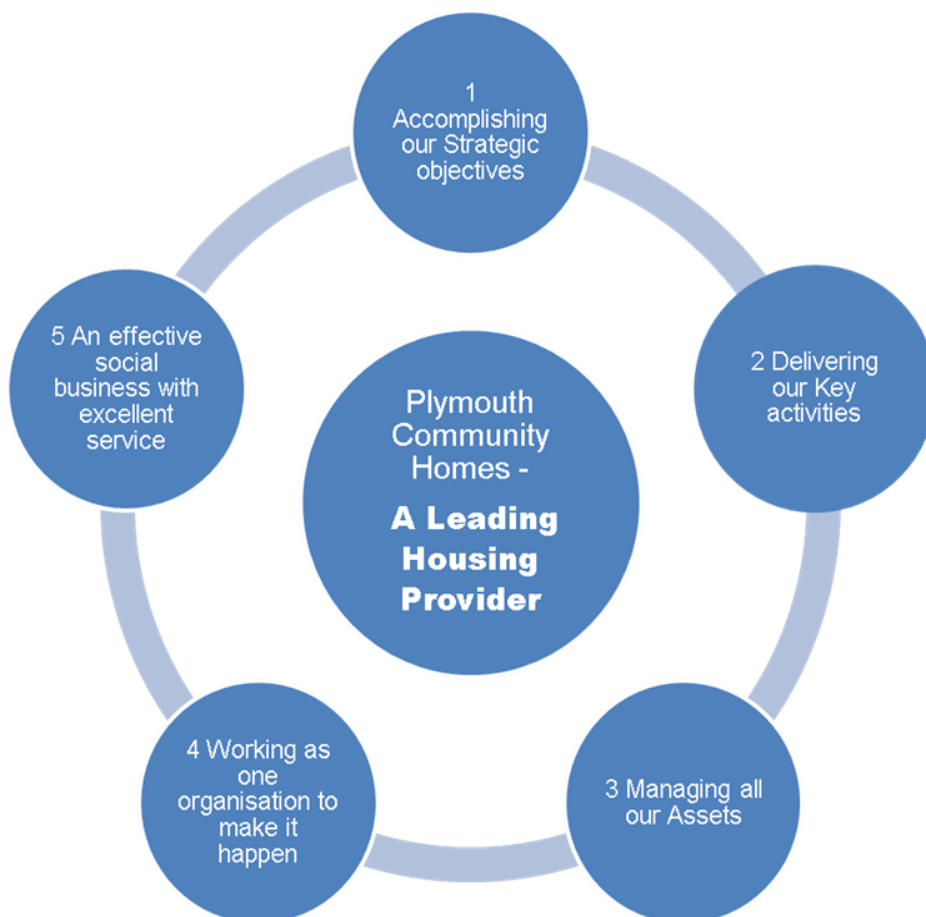 1
Accomplishing
our Strategic
objectives
2 Delivering
our Key
activities
3 Managing all
our Assets
4 Working as
one
organisation to
make it
happen
5 An effective
social
business with
excellent
service
Plymouth
Community
Homes -
A Leading
Housing
Provider